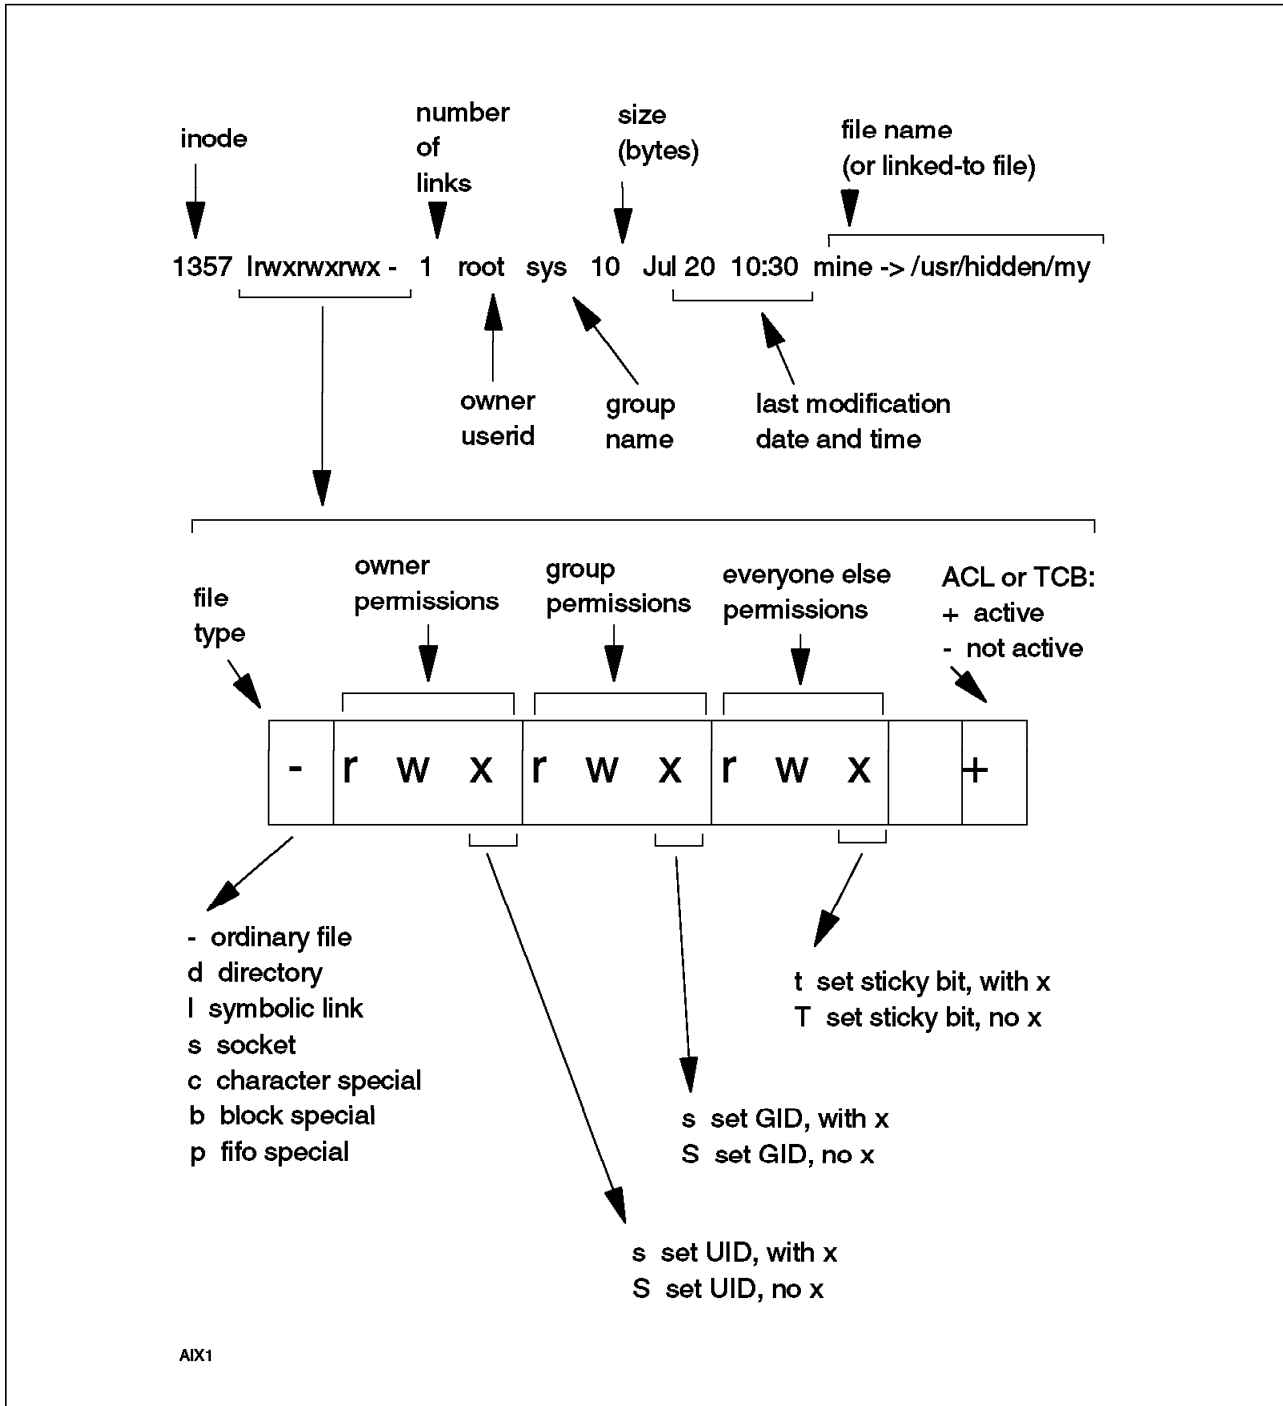 inode
number
of
links
size
(bytes)
file name
(or linked-to file)
1357 lrwxrwxrwx - 1 root sys 10 Jul 20 10:30 mine -> /usr/hidden/my
owner
userid
group
name
last modification
date and time
file
type
owner
permissions
group
permissions
everyone else
permissions
ACL or TCB:
+ active
- not active
- r w x r w x r w x +
- ordinary file
d directory
l symbolic link
s socket
c character special
b block special
p fifo special
t set sticky bit, with x
T set sticky bit, no x
s set GID, with x
S set GID, no x
s set UID, with x
S set UID, no x
AIX1